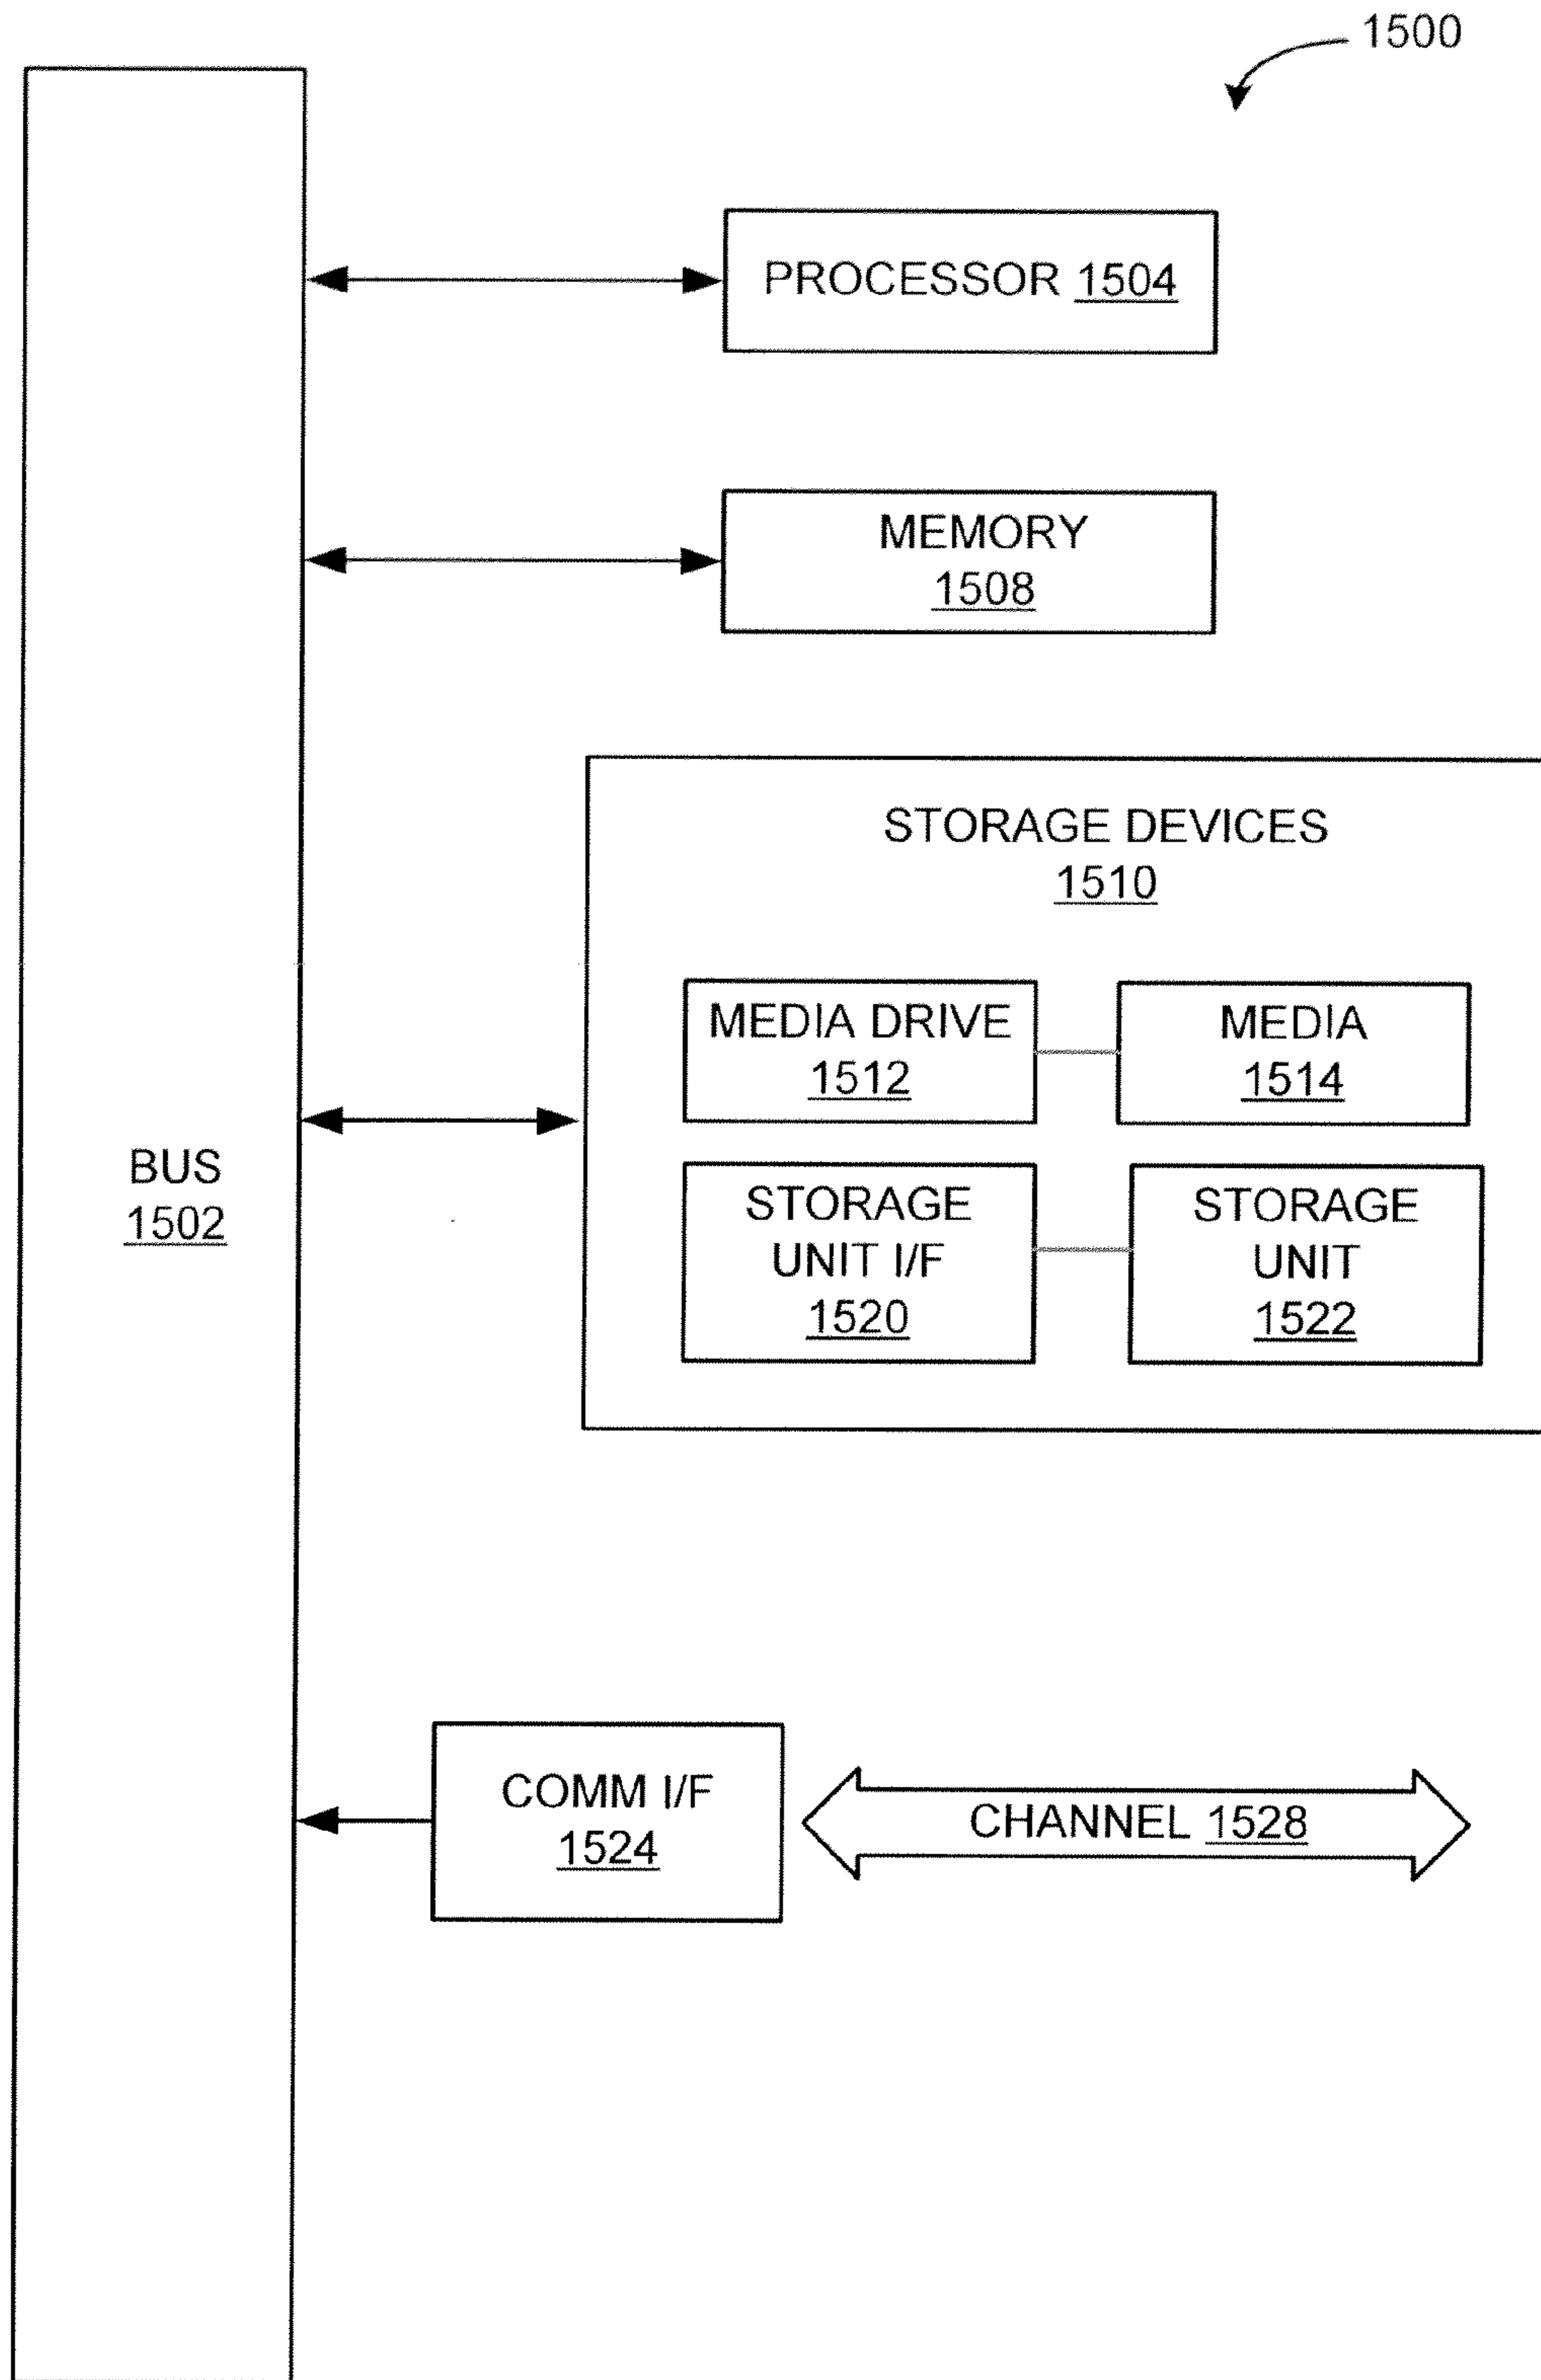 1500
PROCESSOR 1504
MEMORY
1508
STORAGE DEVICES
1510
MEDIA DRIVE
1512
MEDIA
1514
BUS
1502
STORAGE
UNIT I/F
1520
STORAGE
UNIT
1522
COMM I/F
1524
CHANNEL 1528